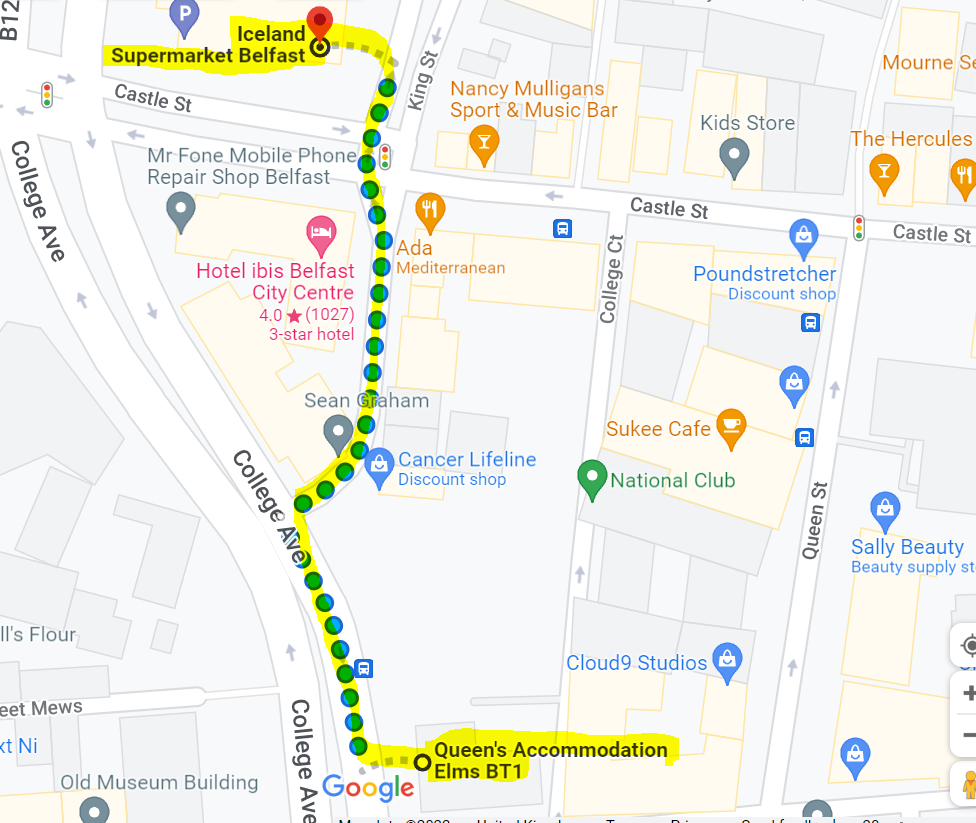 B12
P
Iceland
Supermarket Belfast
King St
Castle St
Nancy Mulligans
Sport & Music Bar
Mourne Se
Kids Store
The Hercules
Mr Fone Mobile Phone
Repair Shop Belfast
College Ave
Castle St
Castle St
Ada
Mediterranean
College Ct
Poundstretcher
Discount shop
Hotel ibis Belfast
City Centre
4.0 ★ (1027)
3-star hotel
Sean Graham
Sukee Cafe
Cancer Lifeline
Discount shop
National Club
College Ave
Queen St
Sally Beauty
Beauty supply st
ll's Flour
Cloud9 Studios
eet Mews
College Ave
xt Ni
Queen's Accommodation
Elms BT1
Old Museum Building
Google